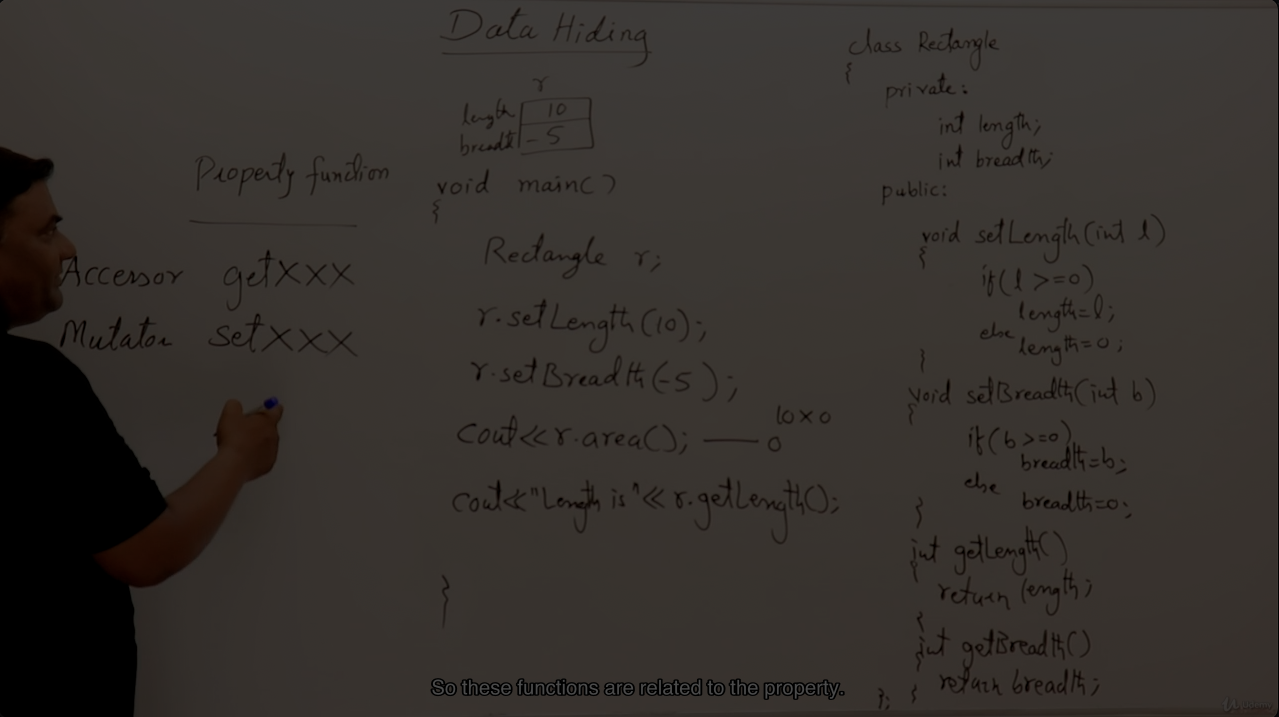 Data Hiding
r
length 10
breadth -5
void main()
{
Rectangle r;
r.setLength(10);
r.setBreadth(-5);
cout<<r.area(); — 0
10×0
cout<<"Length is"<< r.getLength();
}
Property function
Accessor getXXX
Mutator setXXX
class Rectangle
{
private:
int length;
int breadth;
public:
void setLength(int l)
{
if(l >=0)
length=l;
else
length=0;
}
void setBreadth(int b)
{
if(b >=0)
breadth=b;
else
breadth=0;
}
int getLength()
{
return length;
}
int getBreadth()
{
return breadth;
};
So these functions are related to the property.
Udemy